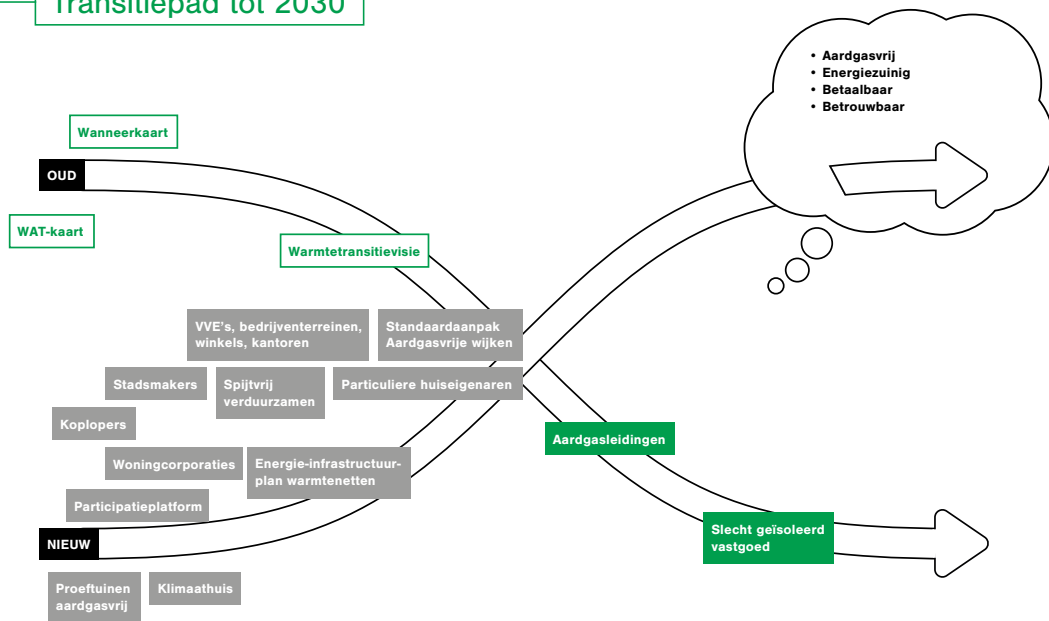 Transitiepad tot 2030
• Aardgasvrij
• Energiezuinig
• Betaalbaar
• Betrouwbaar
Wanneerkaart
OUD
WAT-kaart
Warmtetransitievisie
VVE's, bedrijventerreinen,
winkels, kantoren
Standaardaanpak
Aardgasvrije wijken
Stadsmakers
Spijtvrij
verduurzamen
Particuliere huiseigenaren
Koplopers
Aardgasleidingen
Woningcorporaties
Energie-infrastructuur-
plan warmtenetten
Participatieplatform
NIEUW
Slecht geïsoleerd
vastgoed
Proeftuinen
aardgasvrij
Klimaathuis